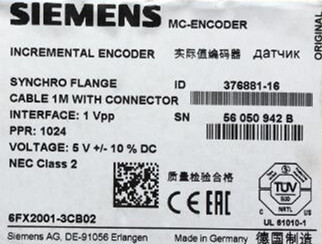 SIEMENS MC-ENCODER
INCREMENTAL ENCODER 实际值编码器 датчик
SYNCHRO FLANGE ID 376881-16
CABLE 1M WITH CONNECTOR
INTERFACE: 1 Vpp SN 56 050 942 B
PPR: 1024
VOLTAGE: 5 V +/- 10 % DC
NEC Class 2
质量检验合格
CE EAC
TÜV
C US
NRTL
UL 61010-1
6FX2001-3CB02
Siemens AG, DE-91056 Erlangen Made in Germany 德国制造
ORIGINAL